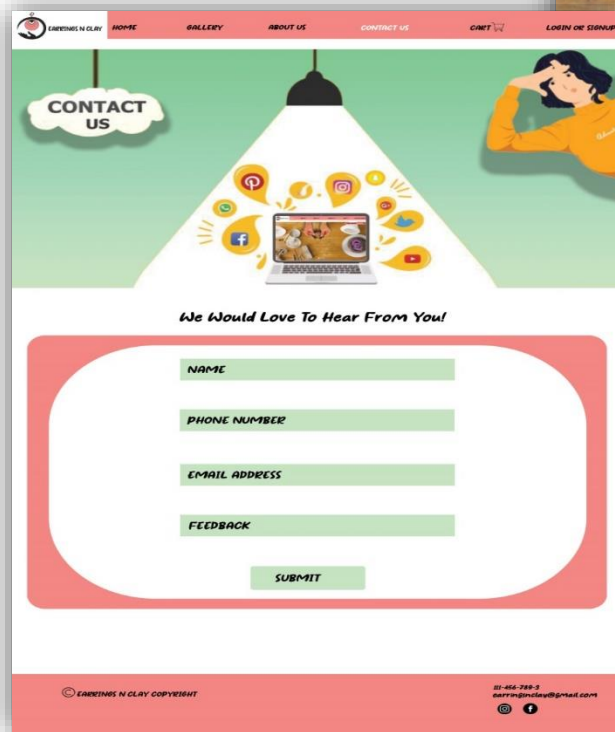 EARRINGS N CLAY
HOME
GALLERY
ABOUT US
CONTACT US
CART
LOGIN OR SIGNUP
CONTACT
US
We Would Love To Hear From You!
NAME
PHONE NUMBER
EMAIL ADDRESS
FEEDBACK
SUBMIT
© EARRINGS N CLAY COPYRIGHT
111-456-789-3
earringinclay@gmail.com